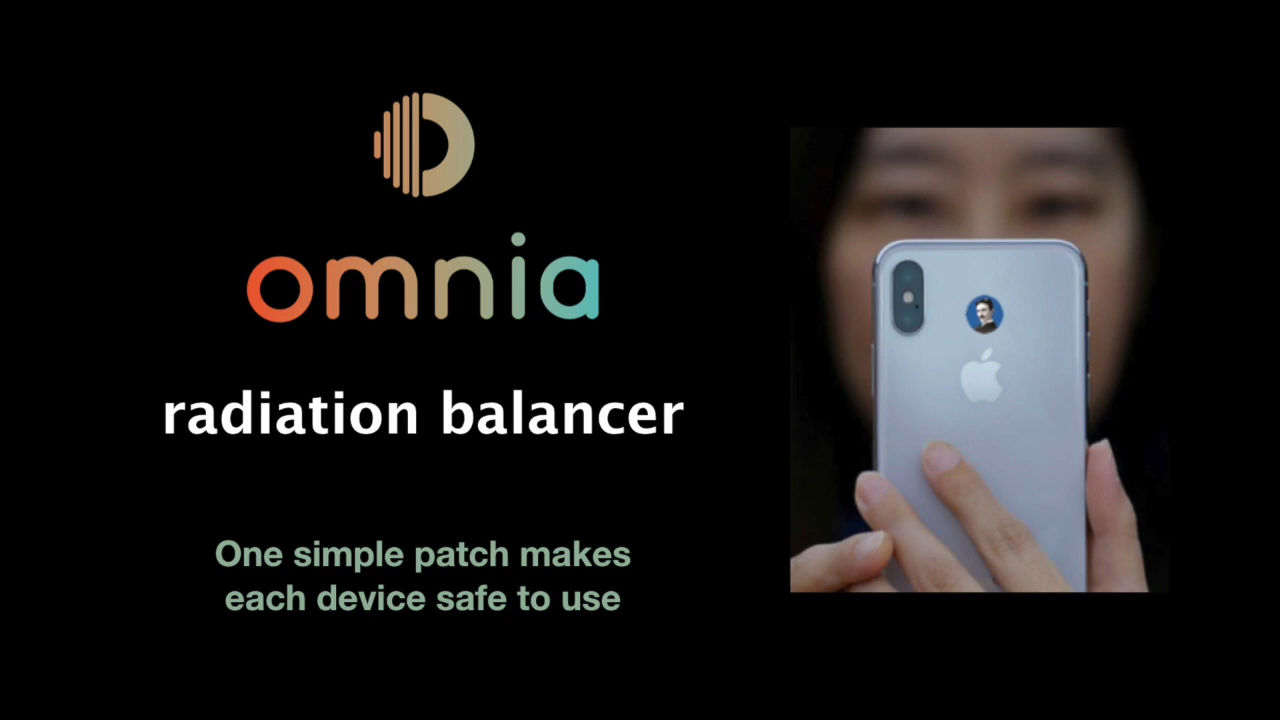 omnia
radiation balancer
One simple patch makes
each device safe to use